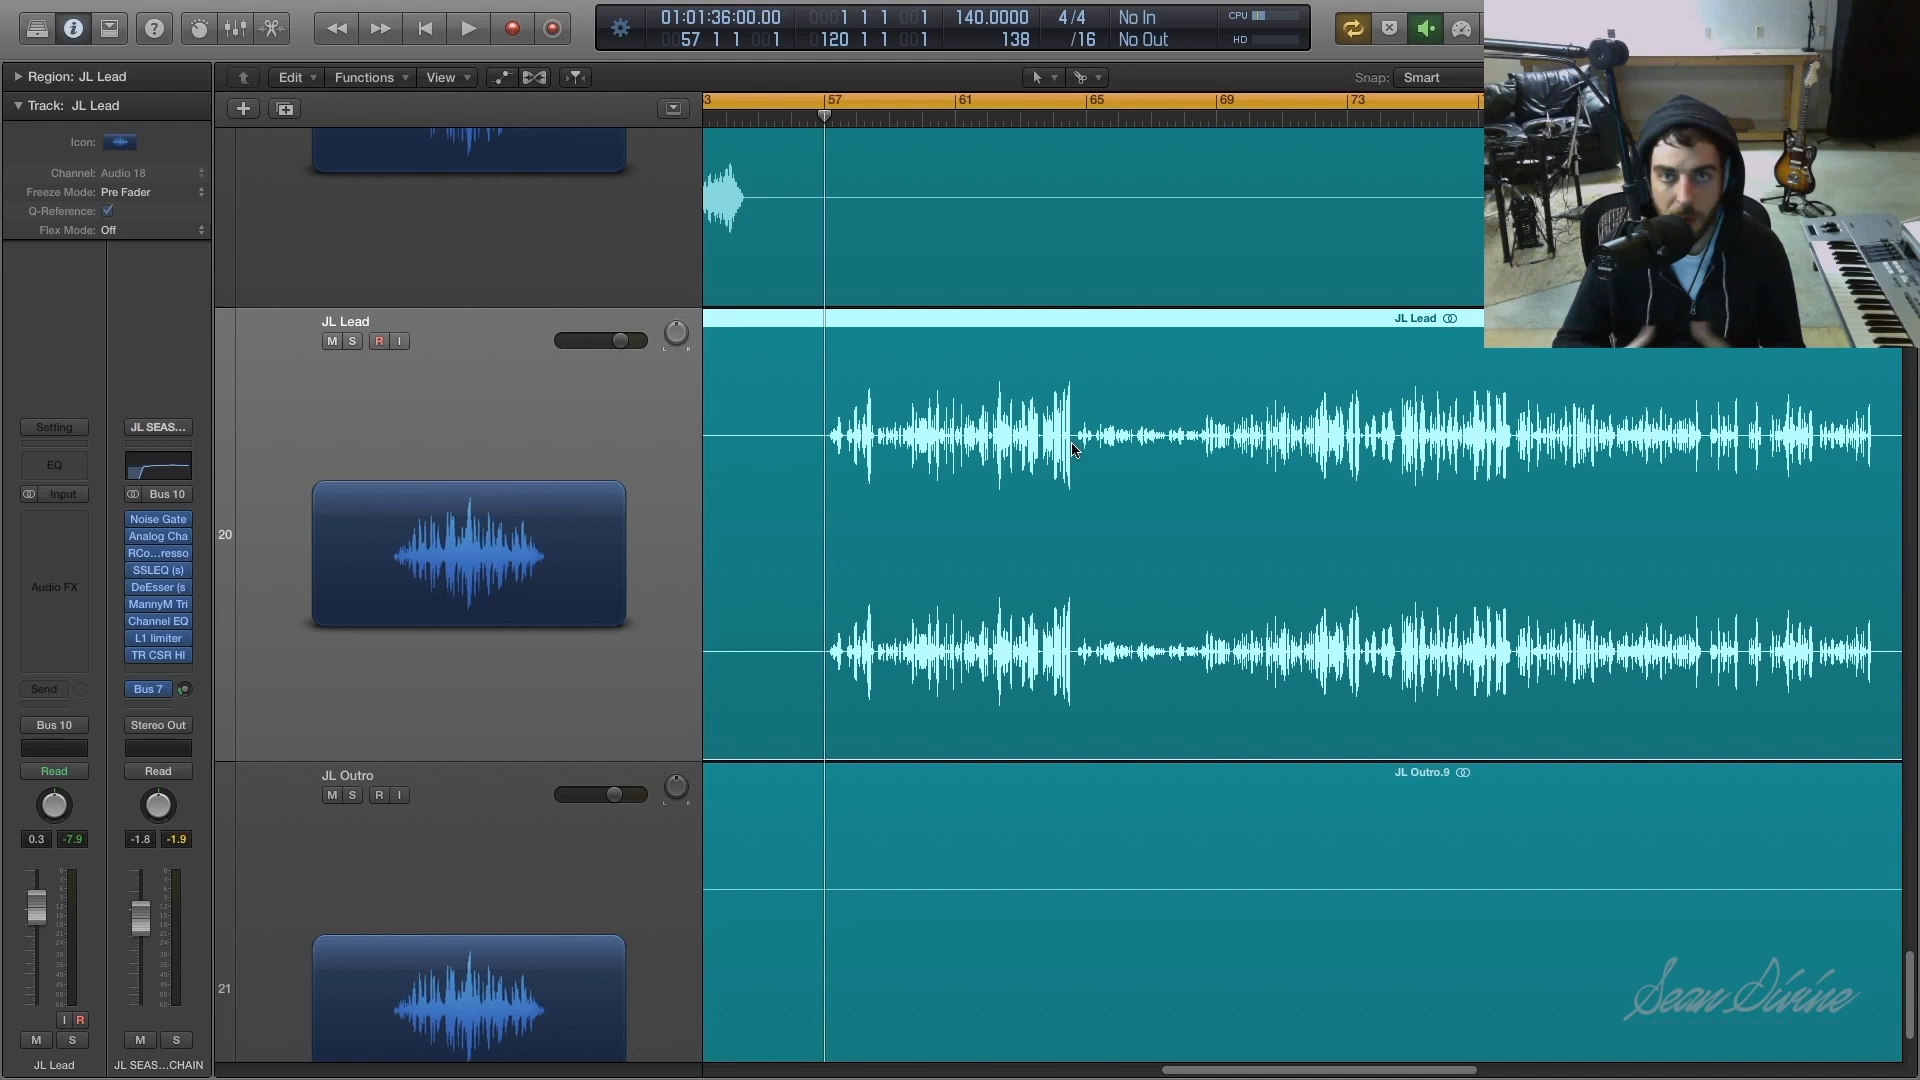 01:01:36:00.00
57 1 1 001
0001 1 1 001
0120 1 1 001
140.0000
138
4/4
/16
No In
No Out
CPU
HD
Region: JL Lead
Track: JL Lead
Icon:
Channel: Audio 18
Freeze Mode: Pre Fader
Q-Reference:
Flex Mode: Off
Edit
Functions
View
Snap: Smart
57 61 65 69 73
JL Lead
M S R I
20
JL Lead
JL Outro
M S R I
21
JL Outro.9
Setting
EQ
Input
Audio FX
Send
Bus 10
Read
0.3 -7.9
I R
M S
JL Lead
JL SEAS...
Bus 10
Noise Gate
Analog Cha
RCo...resso
SSLEQ (s)
DeEsser (s
MannyM Tri
Channel EQ
L1 limiter
TR CSR HI
Bus 7
Stereo Out
Read
-1.8 -1.9
M S
JL SEAS...CHAIN
Sean Divine